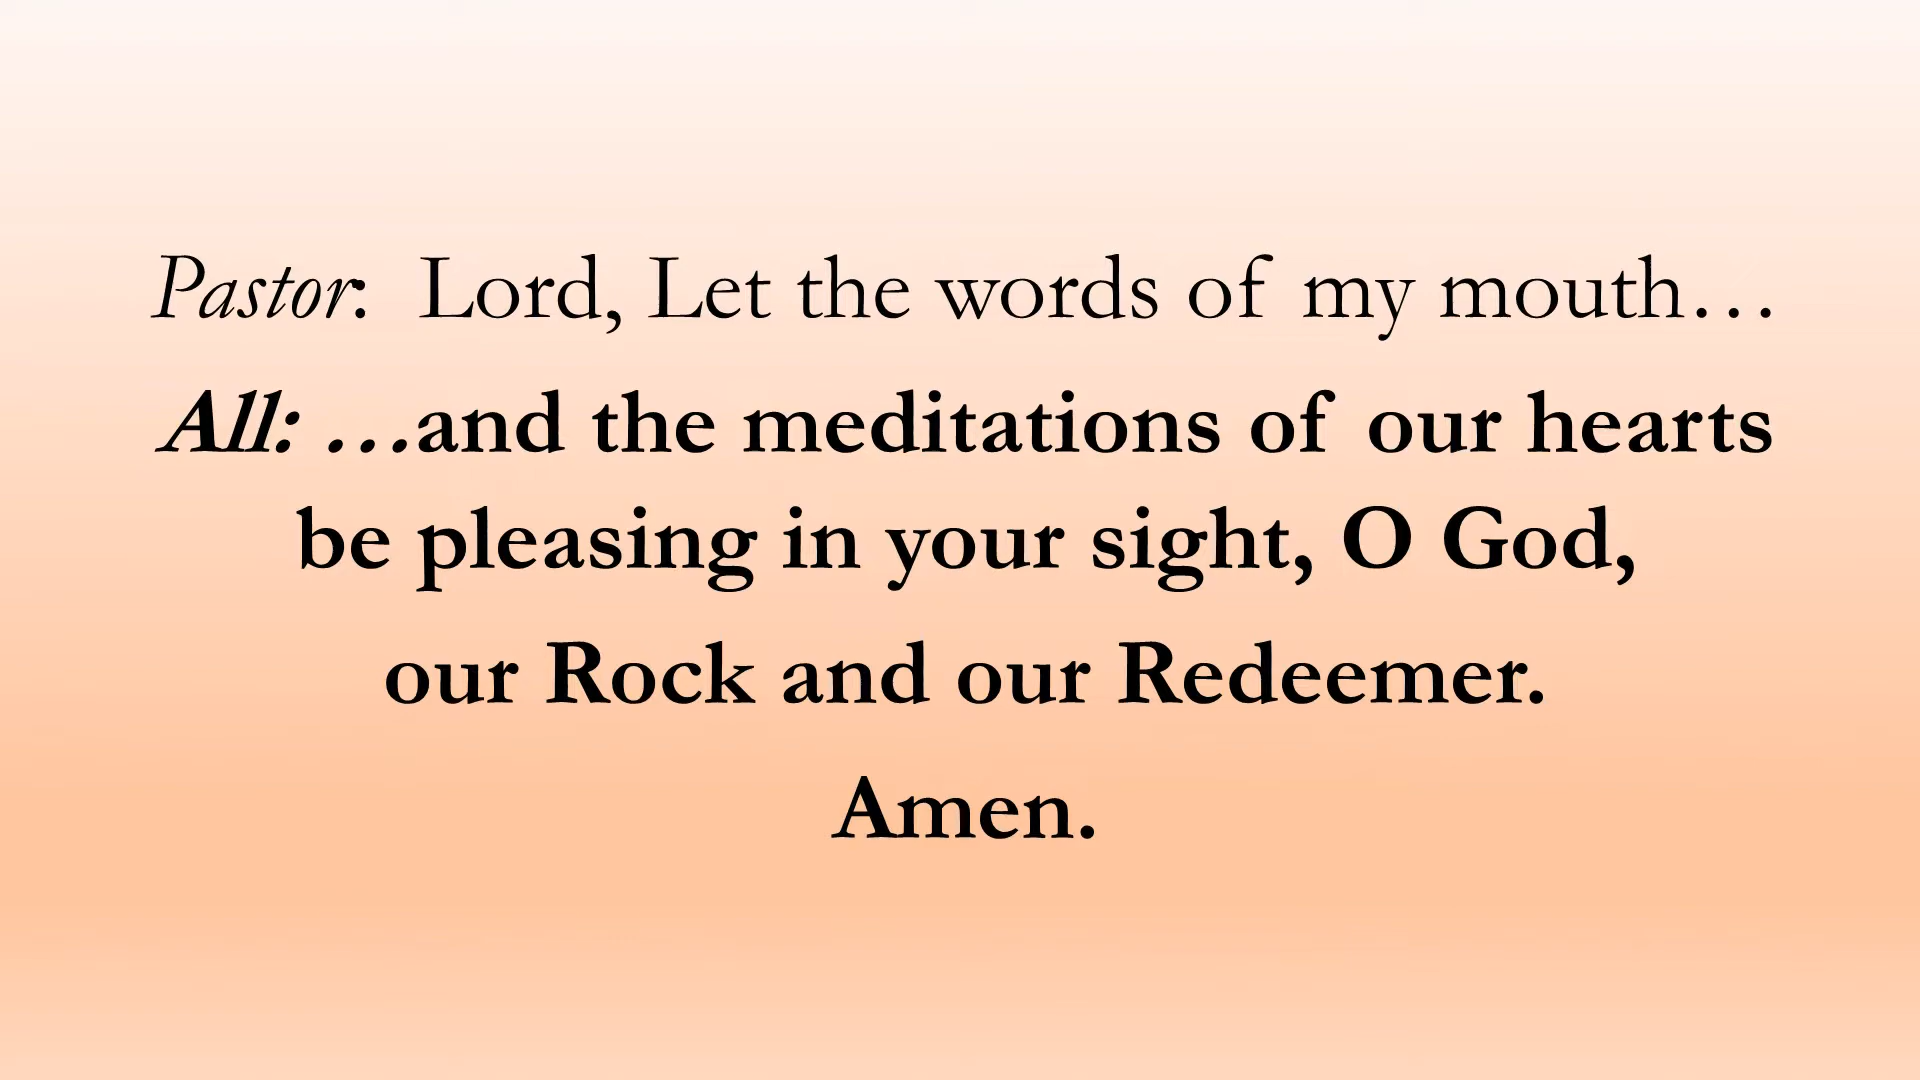 Pastor:  Lord, Let the words of my mouth…
All: …and the meditations of our hearts
be pleasing in your sight, O God,
our Rock and our Redeemer.
Amen.